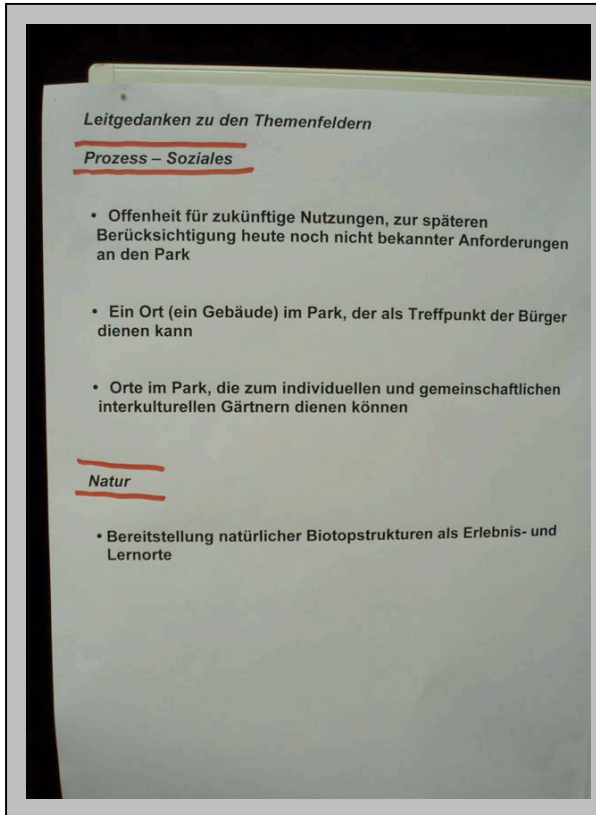 Leitgedanken zu den Themenfeldern
Prozess – Soziales
• Offenheit für zukünftige Nutzungen, zur späteren
Berücksichtigung heute noch nicht bekannter Anforderungen
an den Park
• Ein Ort (ein Gebäude) im Park, der als Treffpunkt der Bürger
dienen kann
• Orte im Park, die zum individuellen und gemeinschaftlichen
interkulturellen Gärtnern dienen können
Natur
• Bereitstellung natürlicher Biotopstrukturen als Erlebnis- und
Lernorte